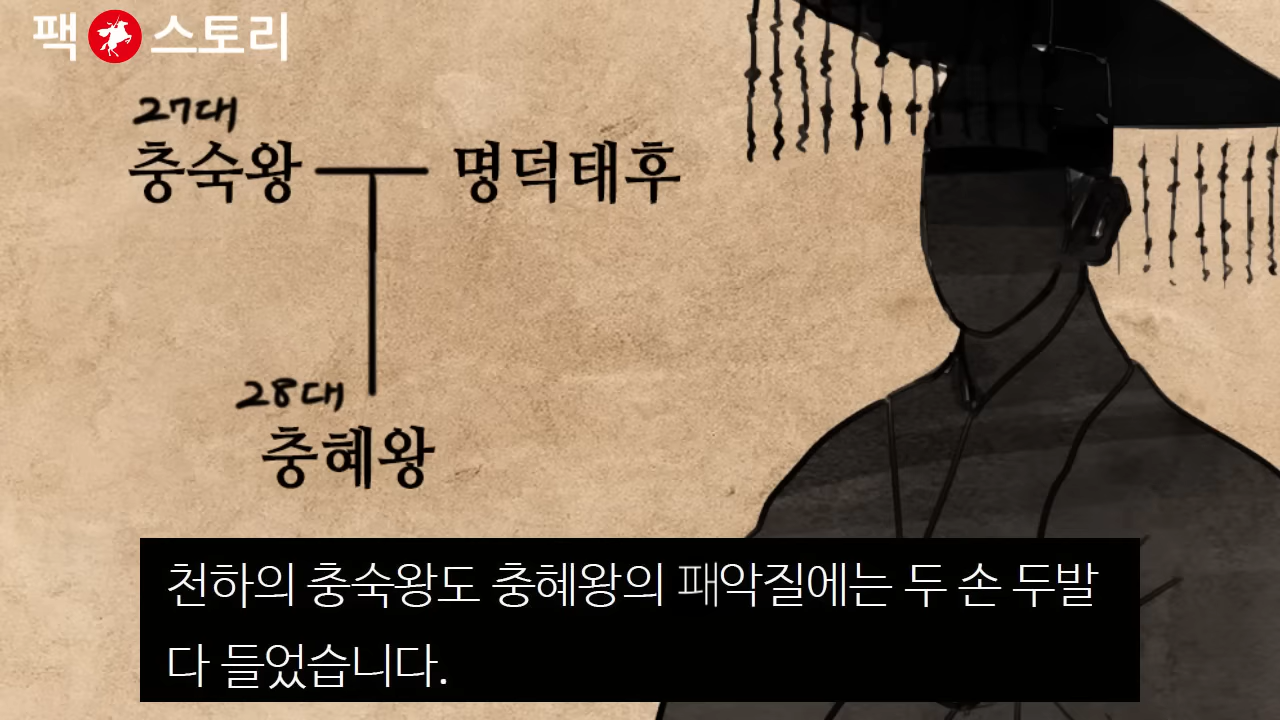 팩 스토리
27대
충숙왕 명덕태후
28대
충혜왕
천하의 충숙왕도 충혜왕의 패악질에는 두 손 두발
다 들었습니다.